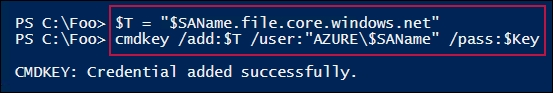 PS C:\Foo> $T = "$SAName.file.core.windows.net"
PS C:\Foo> cmdkey /add:$T /user:"AZURE\$SAName" /pass:$Key
CMDKEY: Credential added successfully.